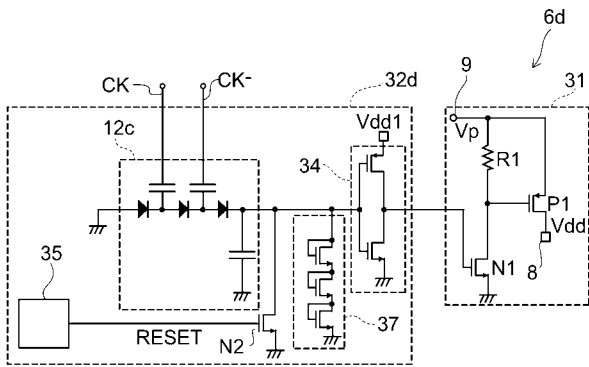 6d
CK
CK-
32d
9
31
12c
Vdd1
Vp
34
R1
P1
Vdd
35
N1
8
RESET
N2
37